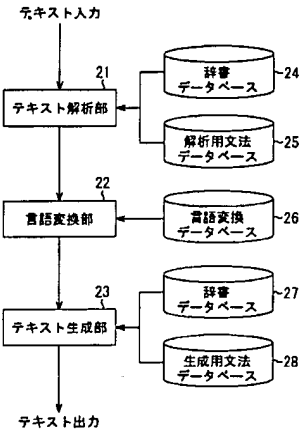 テキスト入力
21
テキスト解析部
辞書
データベース
24
解析用文法
データベース
25
22
言語変換部
言語変換
データベース
26
23
テキスト生成部
辞書
データベース
27
生成用文法
データベース
28
テキスト出力